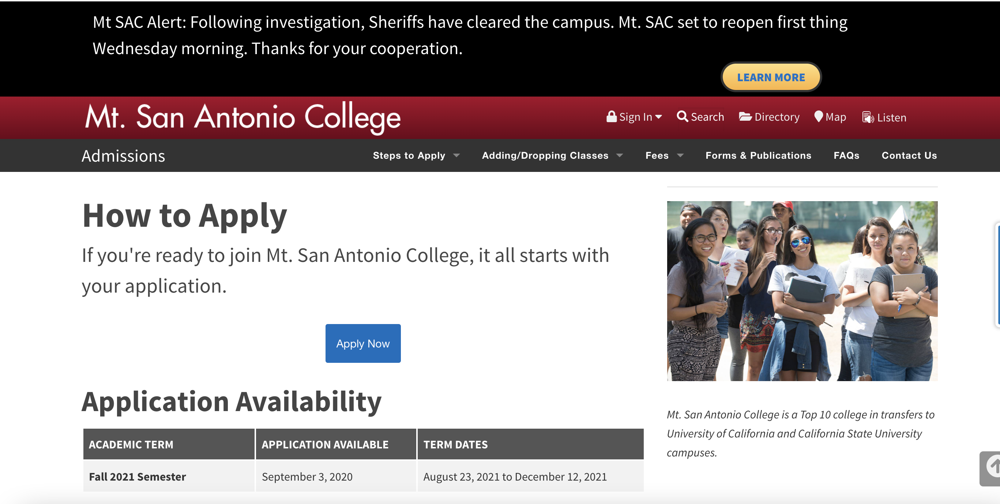 Mt SAC Alert: Following investigation, Sheriffs have cleared the campus. Mt. SAC set to reopen first thing
Wednesday morning. Thanks for your cooperation.
LEARN MORE
Mt. San Antonio College
Sign In
Search
Directory
Map
Listen
Admissions
Steps to Apply
Adding/Dropping Classes
Fees
Forms & Publications
FAQs
Contact Us
How to Apply
If you're ready to join Mt. San Antonio College, it all starts with
your application.
Apply Now
Application Availability
ACADEMIC TERM
APPLICATION AVAILABLE
TERM DATES
Fall 2021 Semester
September 3, 2020
August 23, 2021 to December 12, 2021
Mt. San Antonio College is a Top 10 college in transfers to
University of California and California State University
campuses.